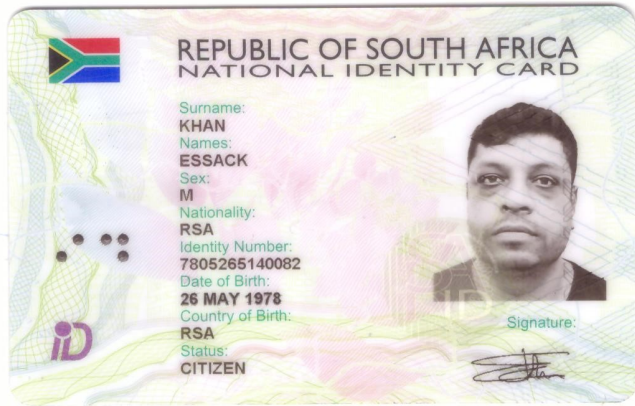 REPUBLIC OF SOUTH AFRICA
NATIONAL IDENTITY CARD
Surname:
KHAN
Names:
ESSACK
Sex:
M
Nationality:
RSA
Identity Number:
7805265140082
Date of Birth:
26 MAY 1978
Country of Birth:
RSA
Status:
CITIZEN
Signature:
iD